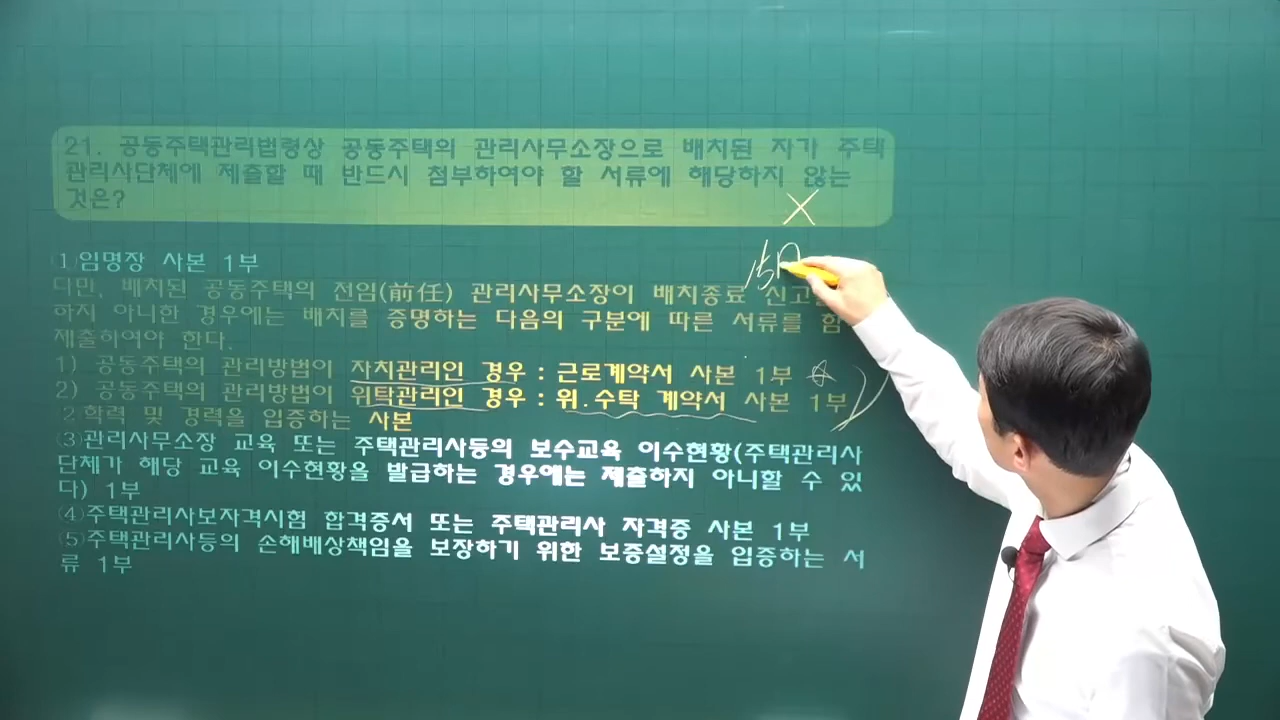 21. 공동주택관리법령상 공동주택의 관리사무소장으로 배치된 자가 주택
관리사단체에 제출할 때 반드시 첨부하여야 할 서류에 해당하지 않는
것은?
X
15일
①임명장 사본 1부
다만, 배치된 공동주택의 전임(前任) 관리사무소장이 배치종료 신고
하지 아니한 경우에는 배치를 증명하는 다음의 구분에 따른 서류를 함
제출하여야 한다.
1) 공동주택의 관리방법이 자치관리인 경우 : 근로계약서 사본 1부
2) 공동주택의 관리방법이 위탁관리인 경우 : 위.수탁 계약서 사본 1부
②학력 및 경력을 입증하는 사본
③관리사무소장 교육 또는 주택관리사등의 보수교육 이수현황(주택관리사
단체가 해당 교육 이수현황을 발급하는 경우에는 제출하지 아니할 수 있
다) 1부
④주택관리사보자격시험 합격증서 또는 주택관리사 자격증 사본 1부
⑤주택관리사등의 손해배상책임을 보장하기 위한 보증설정을 입증하는 서
류 1부